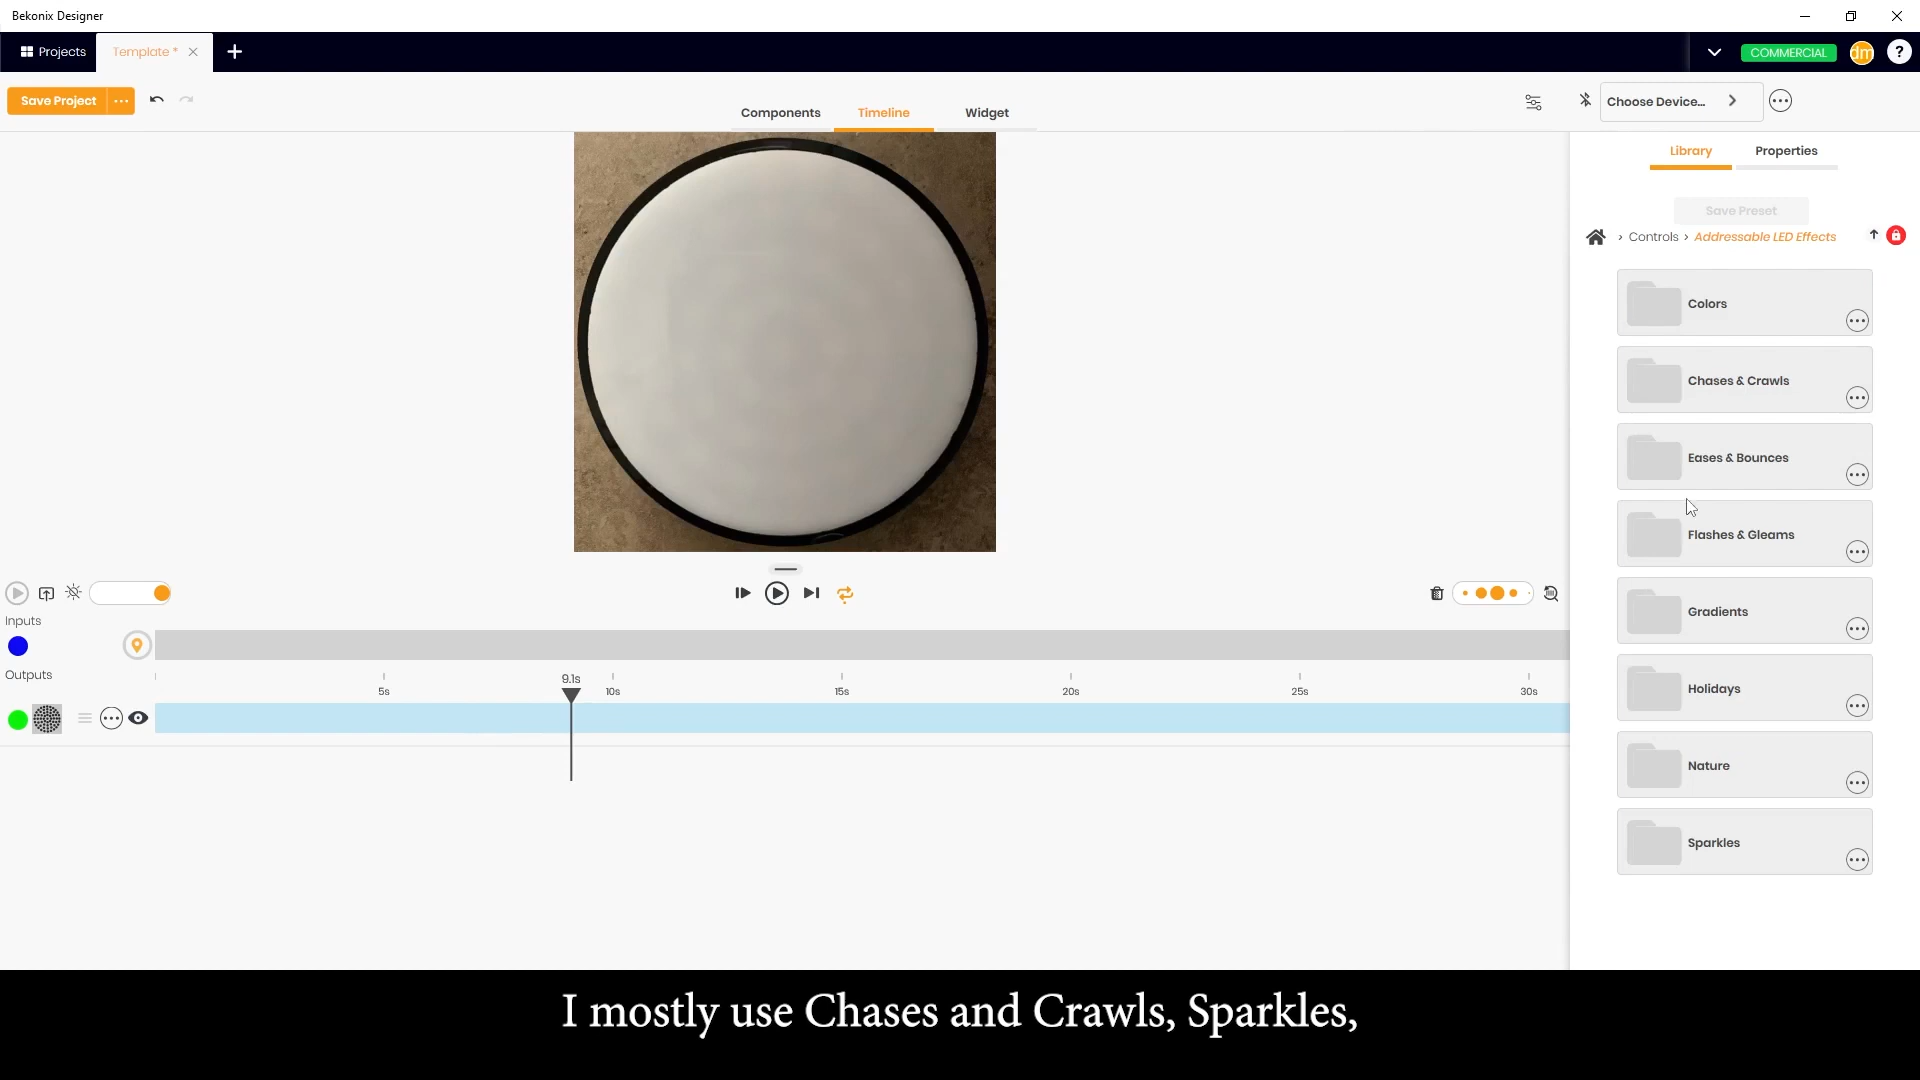 Bekonix Designer
Projects
Template *
COMMERCIAL
dm
?
Save Project
Components
Timeline
Widget
Choose Device...
Library
Properties
Save Preset
› Controls › Addressable LED Effects
Colors
Chases & Crawls
Eases & Bounces
Flashes & Gleams
Gradients
Holidays
Nature
Sparkles
Inputs
Outputs
9.1s
5s
10s
15s
20s
25s
30s
I mostly use Chases and Crawls, Sparkles,